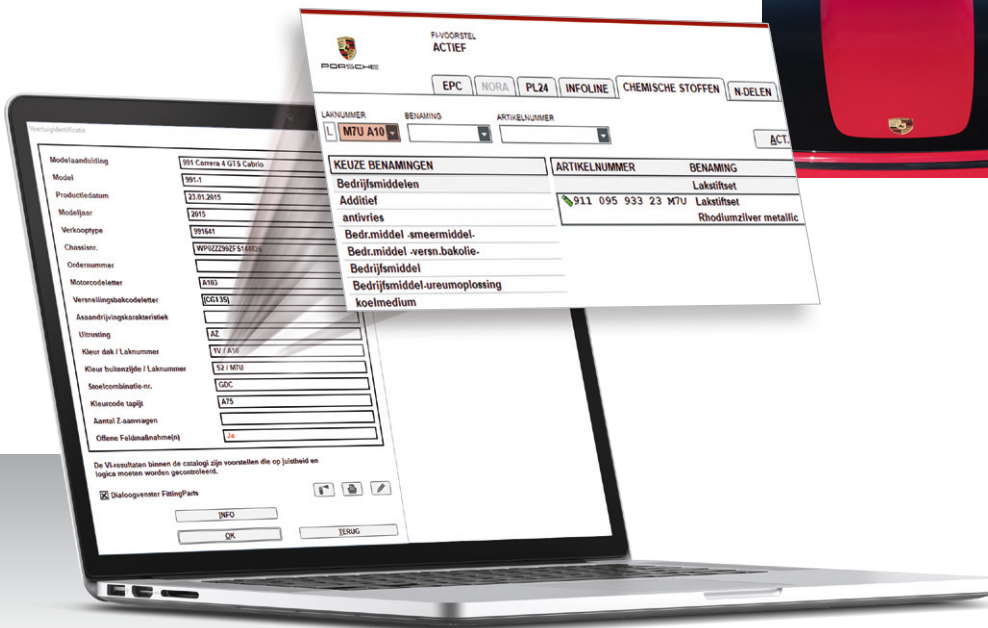 PORSCHE
FI-VOORSTEL
ACTIEF
EPC NORA PL24 INFOLINE CHEMISCHE STOFFEN N-DELEN
LAKNUMMER BENAMING ARTIKELNUMMER
L M7U A10 ACT.
KEUZE BENAMINGEN
Bedrijfsmiddelen
Additief
antivries
Bedr.middel -smeermiddel-
Bedr.middel -versn.bakolie-
Bedrijfsmiddel
Bedrijfsmiddel-ureumoplossing
koelmedium
ARTIKELNUMMER BENAMING
Lakstiftset
911 095 933 23 M7U Lakstiftset
Rhodiumzilver metallic
Voertuigidentificatie
Modelaanduiding 991 Carrera 4 GTS Cabrio
Model 991-1
Productiedatum 23.01.2015
Modeljaar 2015
Verkooptype 991641
Chassisnr.
Ordernummer
Motorcodeletter A103
Versnellingsbakcodeletter [CG135]
Assandrijvingskarakteristiek
Uitrusting AZ
Kleur dak / Laknummer 1V / A10
Kleur buitenzijde / Laknummer S2 / M7U
Stoelcombinatie-nr. GDC
Kleurcode tapijt A75
Aantal Z-aanvragen
Offene Feldmaßnahme(n) Ja
De VI-resultaten binnen de catalogi zijn voorstellen die op juistheid en
logica moeten worden gecontroleerd.
Dialoogvenster FittingParts
INFO
OK TERUG